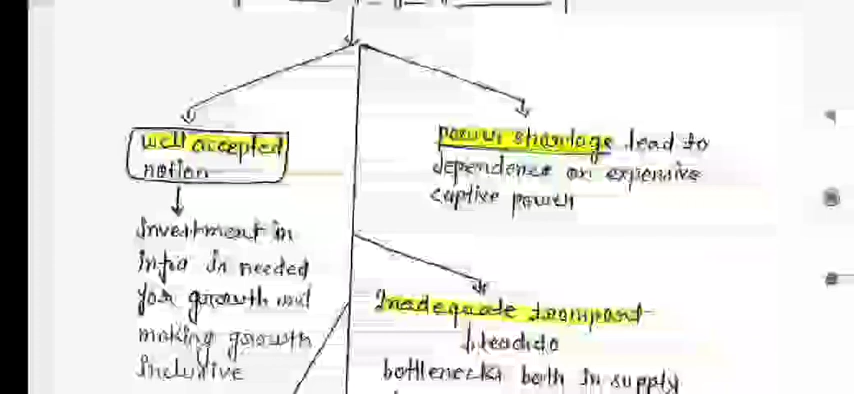 well accepted
notion
Investment in
infra is needed
for growth and
making growth
inclusive
power shortage lead to
dependence on expensive
captive power
Inadequate transport
lead to
bottlenecks both in supply